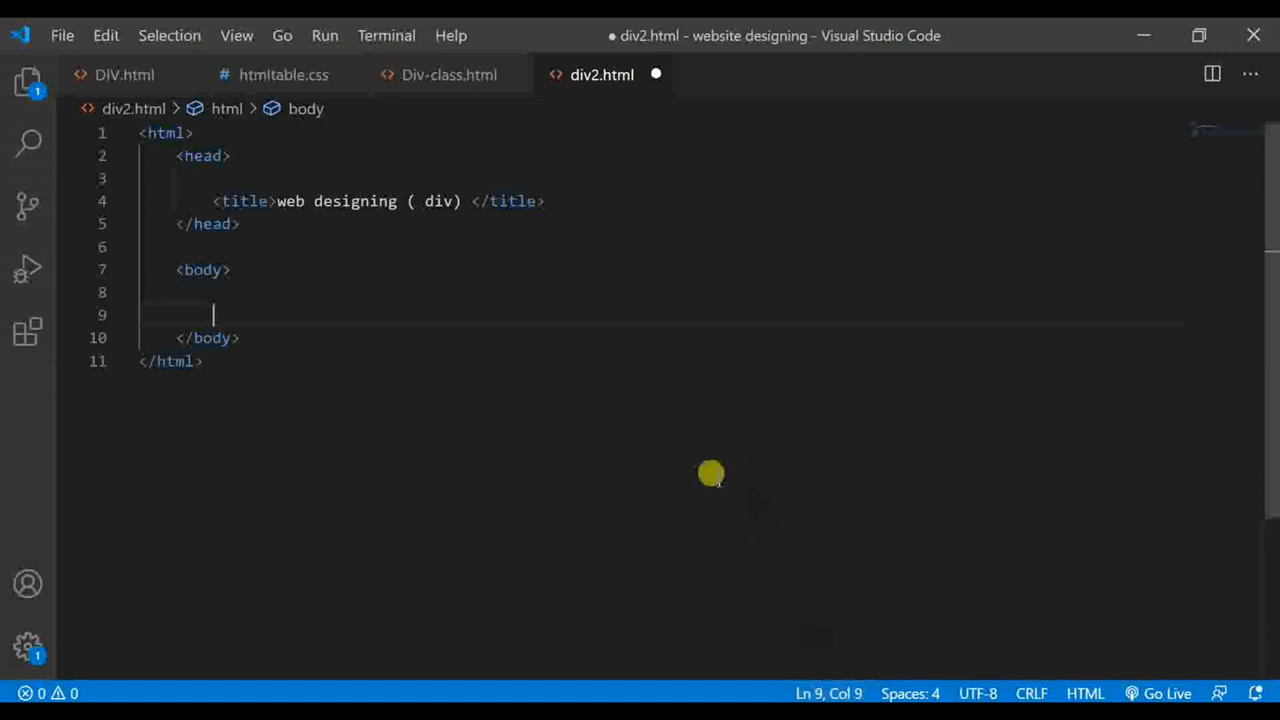 File Edit Selection View Go Run Terminal Help ● div2.html - website designing - Visual Studio Code
DIV.html # htmltable.css Div-class.html div2.html
div2.html > html > body
1 <html>
2 <head>
3
4 <title>web designing ( div) </title>
5 </head>
6
7 <body>
8
9
10 </body>
11 </html>
1
1
0 0 Ln 9, Col 9 Spaces: 4 UTF-8 CRLF HTML Go Live